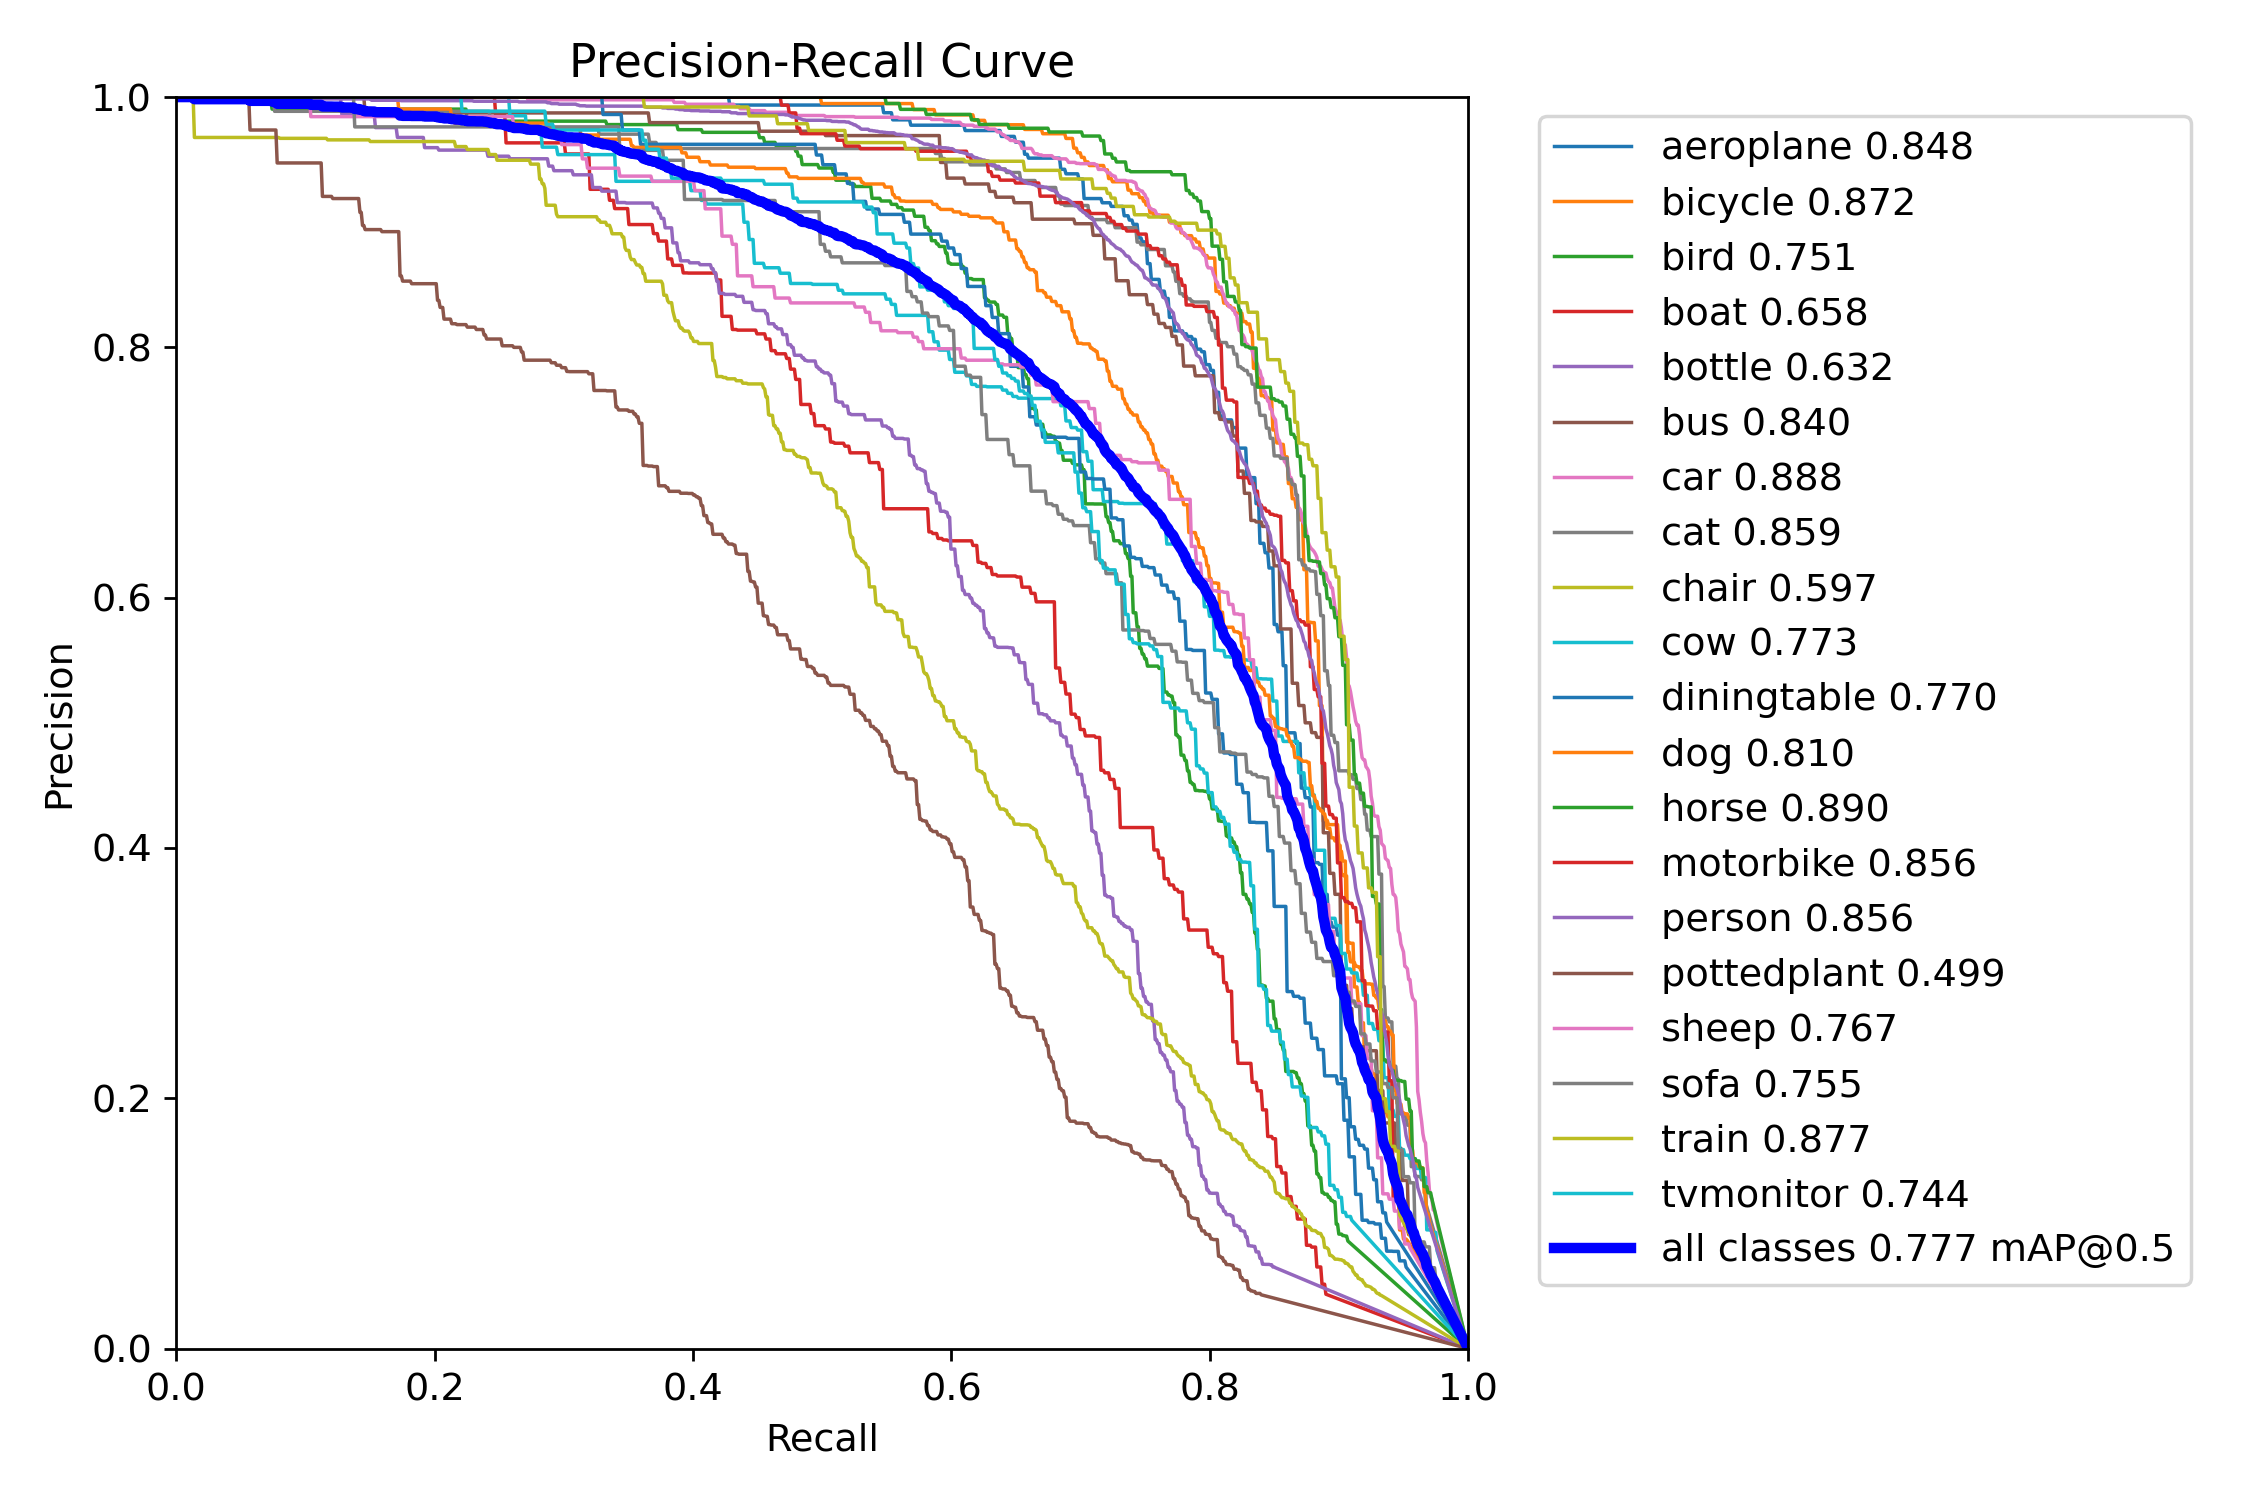 Precision-Recall Curve
1.0
0.8
0.6
0.4
0.2
0.0
Precision
0.0 0.2 0.4 0.6 0.8 1.0
Recall
aeroplane 0.848
bicycle 0.872
bird 0.751
boat 0.658
bottle 0.632
bus 0.840
car 0.888
cat 0.859
chair 0.597
cow 0.773
diningtable 0.770
dog 0.810
horse 0.890
motorbike 0.856
person 0.856
pottedplant 0.499
sheep 0.767
sofa 0.755
train 0.877
tvmonitor 0.744
all classes 0.777 mAP@0.5